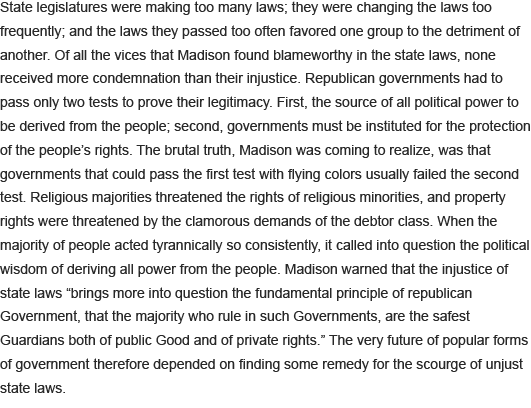 State legislatures were making too many laws; they were changing the laws too
frequently; and the laws they passed too often favored one group to the detriment of
another. Of all the vices that Madison found blameworthy in the state laws, none
received more condemnation than their injustice. Republican governments had to
pass only two tests to prove their legitimacy. First, the source of all political power to
be derived from the people; second, governments must be instituted for the protection
of the people’s rights. The brutal truth, Madison was coming to realize, was that
governments that could pass the first test with flying colors usually failed the second
test. Religious majorities threatened the rights of religious minorities, and property
rights were threatened by the clamorous demands of the debtor class. When the
majority of people acted tyrannically so consistently, it called into question the political
wisdom of deriving all power from the people. Madison warned that the injustice of
state laws “brings more into question the fundamental principle of republican
Government, that the majority who rule in such Governments, are the safest
Guardians both of public Good and of private rights.” The very future of popular forms
of government therefore depended on finding some remedy for the scourge of unjust
state laws.